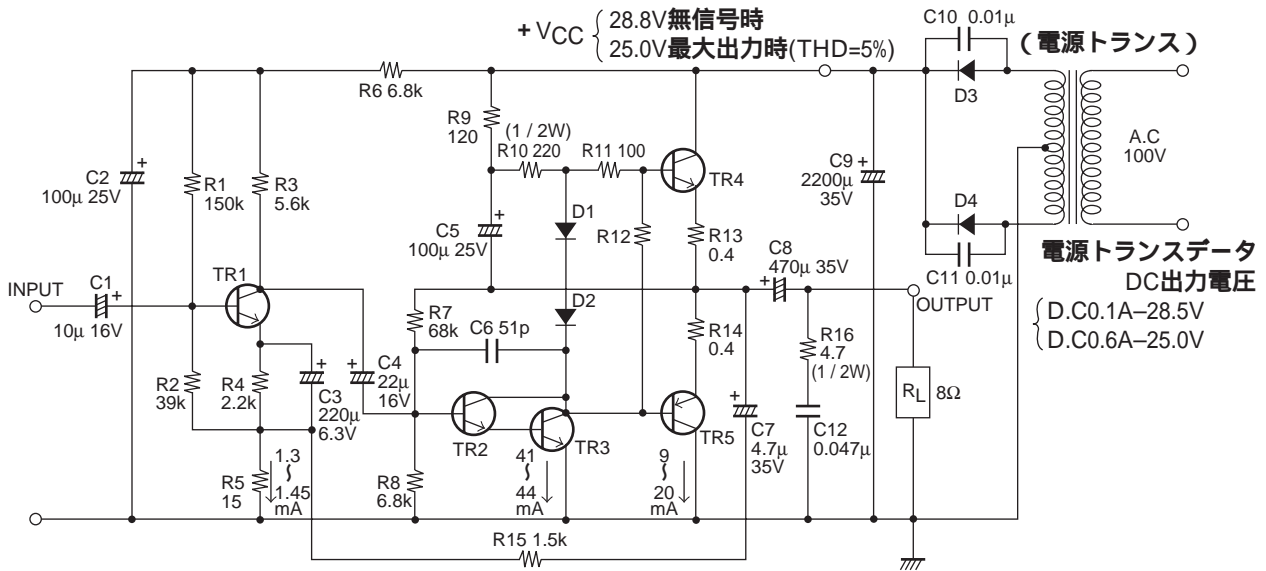 + VCC
28.8V無信号時
25.0V最大出力時(THD=5%)
C10 0.01μ
(電源トランス)
D3
A.C
100V
R6 6.8k
R9
120
(1 / 2W)
R10 220
R11 100
TR4
C9 +
2200μ
35V
D4
C11 0.01μ
電源トランスデータ
DC出力電圧
D.C0.1A–28.5V
D.C0.6A–25.0V
C2 +
100μ 25V
R1
150k
R3
5.6k
C5 +
100μ 25V
D1
R12
R13
0.4
C8
+ 470μ 35V
OUTPUT
INPUT
C1 +
10μ 16V
TR1
R7
68k
C6 51p
D2
R14
0.4
R16
4.7
(1 / 2W)
RL 8Ω
R2
39k
R4
2.2k
+
C3
220μ
6.3V
+
C4
22μ
16V
TR2
TR3
TR5
+
C7
4.7μ
35V
C12
0.047μ
R5
15
1.3
~
1.45
mA
R8
6.8k
41
~
44
mA
9
~
20
mA
R15 1.5k